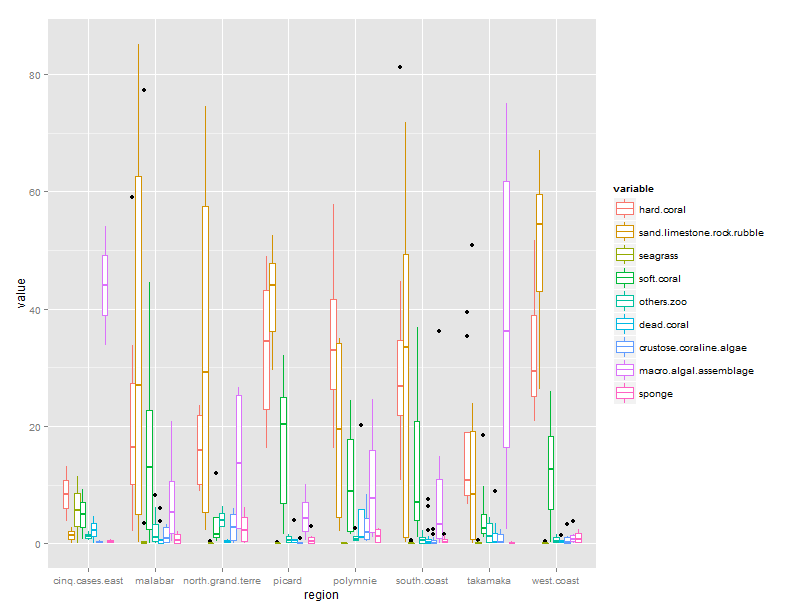 value
80
60
40
20
0
cinq.cases.east malabar north.grand.terre picard polymnie south.coast takamaka west.coast
region
variable
hard.coral
sand.limestone.rock.rubble
seagrass
soft.coral
others.zoo
dead.coral
crustose.coraline.algae
macro.algal.assemblage
sponge